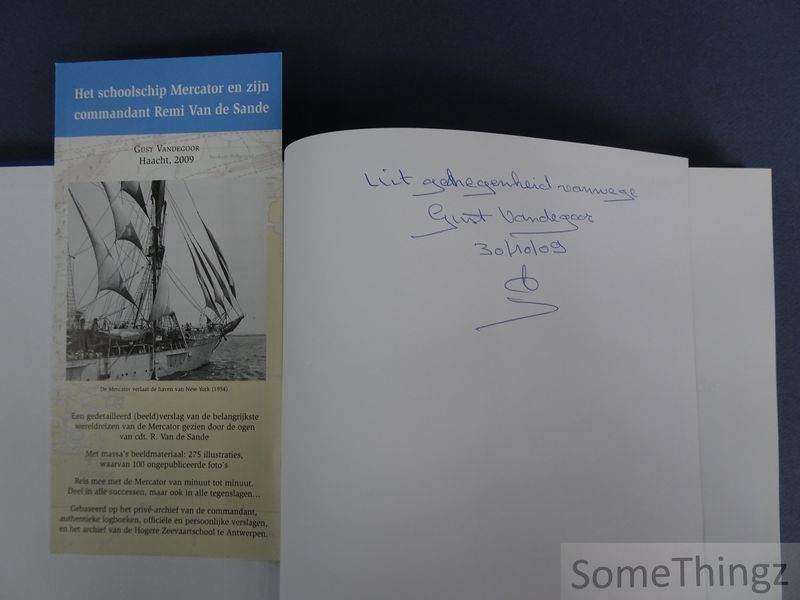 Het schoolschip Mercator en zijn
commandant Remi Van de Sande
Gust Vandegoor
Haacht, 2009
De Mercator verlaat de haven van New York (1934).
Een gedetailleerd (beeld)verslag van de belangrijkste
wereldreizen van de Mercator gezien door de ogen
van cdt. R. Van de Sande
Met massa's beeldmateriaal: 275 illustraties,
waarvan 100 ongepubliceerde foto's
Reis mee met de Mercator van minuut tot minuut.
Deel in alle successen, maar ook in alle tegenslagen...
Gebaseerd op het privé-archief van de commandant,
authentieke logboeken, officiële en persoonlijke verslagen,
en het archief van de Hogere Zeevaartschool te Antwerpen.
Uit genegenheid vanwege
Gust Vandegoor
30/10/09
SomeThingz